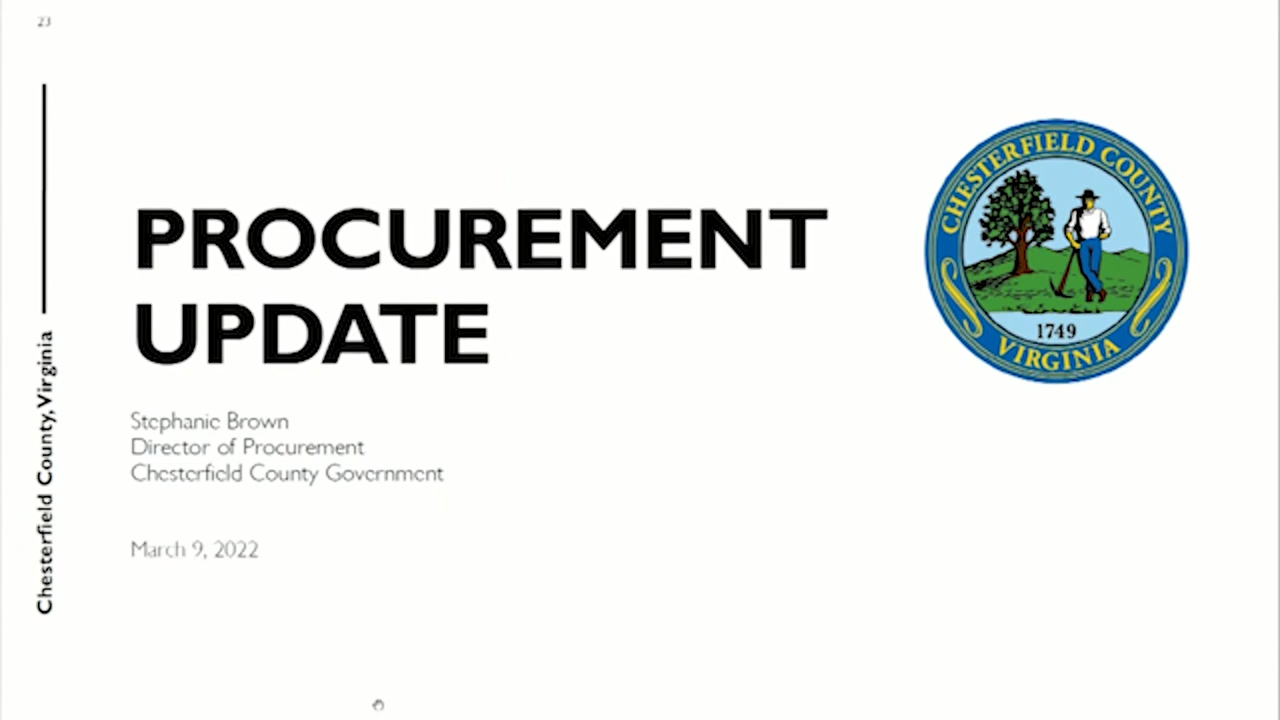 23
PROCUREMENT
UPDATE
Stephanie Brown
Director of Procurement
Chesterfield County Government
March 9, 2022
Chesterfield County, Virginia
CHESTERFIELD COUNTY
1749
VIRGINIA